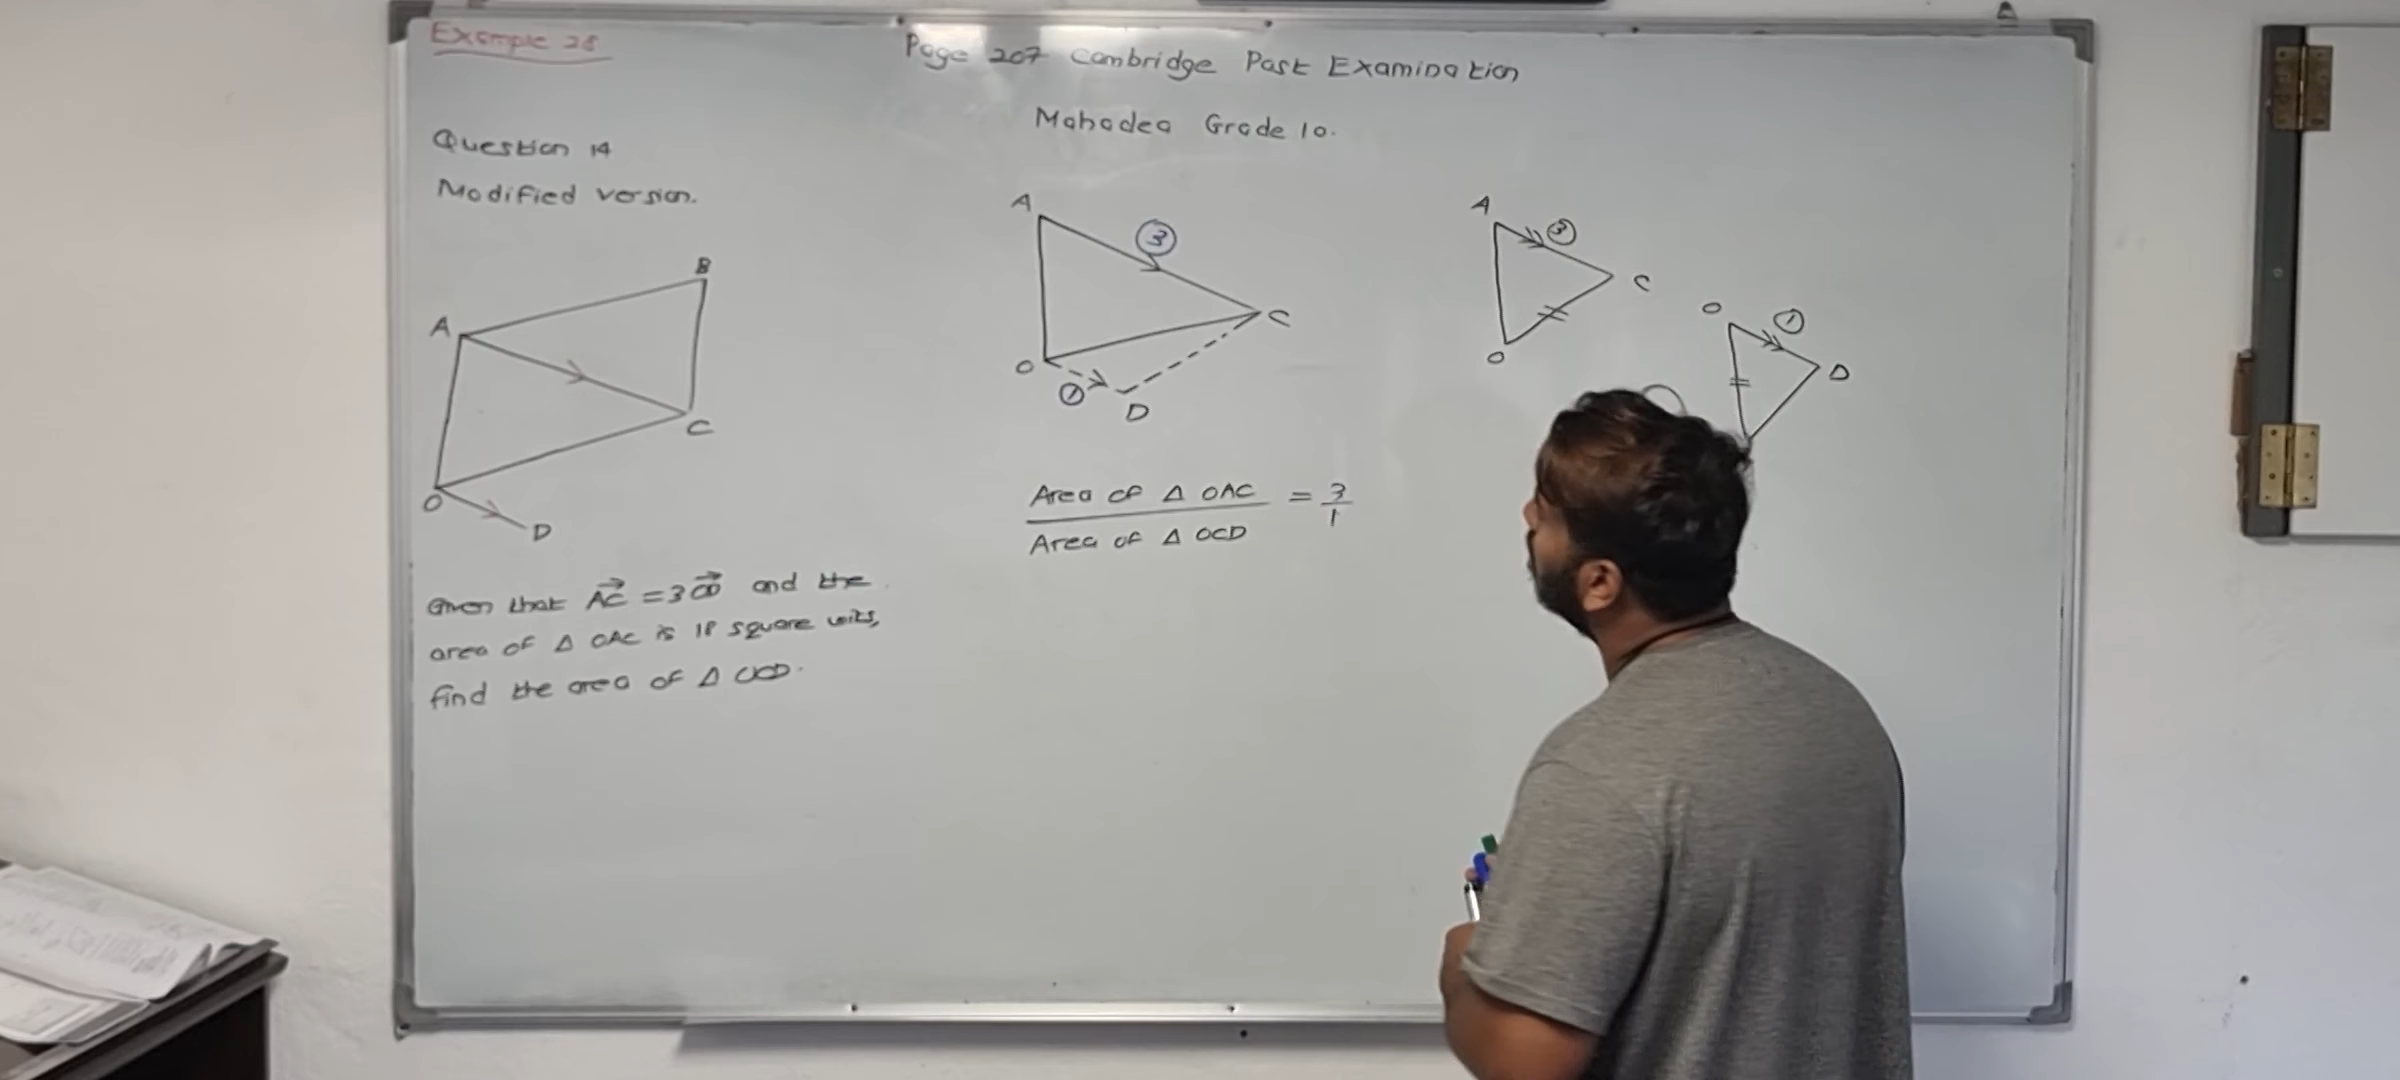 Example 28
Page 207 Cambridge Past Examination
Mahadea Grade 10.
Question 14
Modified version.
A
B
C
O
D
Given that AC⃗ = 3OD⃗ and the
area of Δ OAC is 18 square units,
find the area of Δ OCD.
A
3
C
O
1
D
Area of Δ OAC = 3
Area of Δ OCD 1
A
3
C
O
O
1
D